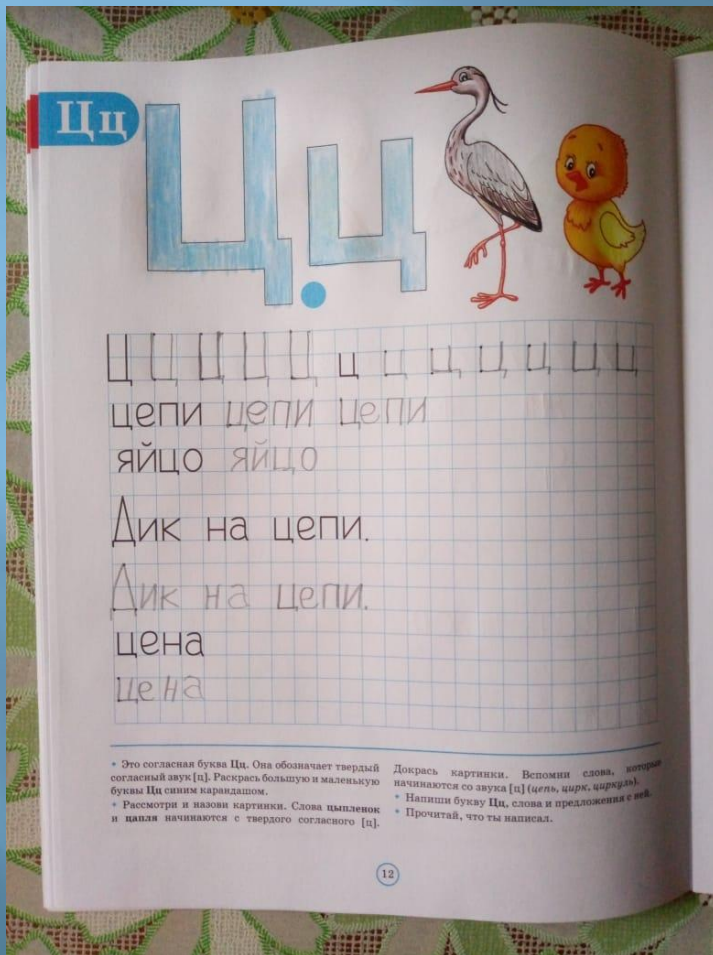 Цц
Цц
Ц Ц Ц Ц Ц ц ц ц ц ц ц ц
цепи цепи цепи
яйцо яйцо
Дик на цепи.
Дик на цепи.
цена
цена
• Это согласная буква Цц. Она обозначает твердый
согласный звук [ц]. Раскрась большую и маленькую
буквы Цц синим карандашом.
• Рассмотри и назови картинки. Слова цыпленок
и цапля начинаются с твердого согласного [ц].
Докрась картинки. Вспомни слова, которые
начинаются со звука [ц] (цепь, цирк, циркуль).
• Напиши букву Цц, слова и предложения с ней.
• Прочитай, что ты написал.
12